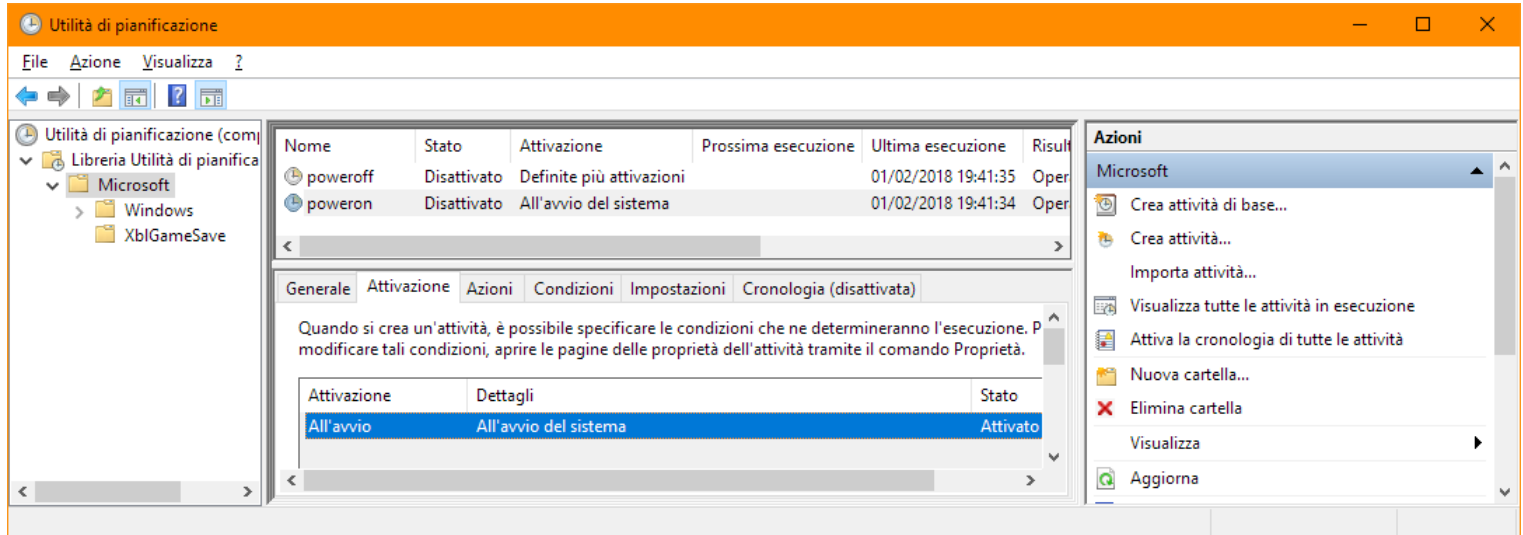 Utilità di pianificazione
File Azione Visualizza ?
Utilità di pianificazione (comp
Libreria Utilità di pianifica
Microsoft
Windows
XblGameSave
Nome Stato Attivazione Prossima esecuzione Ultima esecuzione Risult
poweroff Disattivato Definite più attivazioni 01/02/2018 19:41:35 Oper
poweron Disattivato All'avvio del sistema 01/02/2018 19:41:34 Oper
Generale Attivazione Azioni Condizioni Impostazioni Cronologia (disattivata)
Quando si crea un'attività, è possibile specificare le condizioni che ne determineranno l'esecuzione. P
modificare tali condizioni, aprire le pagine delle proprietà dell'attività tramite il comando Proprietà.
Attivazione Dettagli Stato
All'avvio All'avvio del sistema Attivato
Azioni
Microsoft
Crea attività di base...
Crea attività...
Importa attività...
Visualizza tutte le attività in esecuzione
Attiva la cronologia di tutte le attività
Nuova cartella...
Elimina cartella
Visualizza
Aggiorna